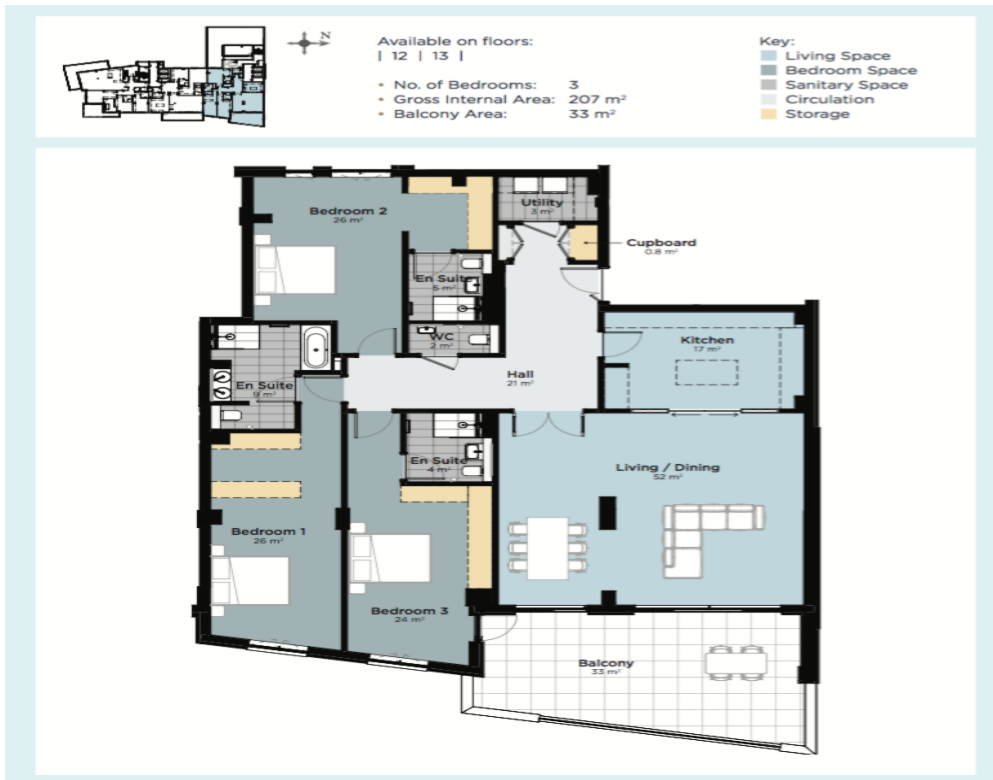 N
Available on floors:
| 12 | 13 |
• No. of Bedrooms: 3
• Gross Internal Area: 207 m²
• Balcony Area: 33 m²
Key:
Living Space
Bedroom Space
Sanitary Space
Circulation
Storage
Bedroom 2
26 m²
Utility
3 m²
Cupboard
0.8 m²
En Suite
5 m²
WC
2 m²
Kitchen
17 m²
Hall
21 m²
En Suite
9 m²
En Suite
4 m²
Living / Dining
52 m²
Bedroom 1
26 m²
Bedroom 3
24 m²
Balcony
33 m²